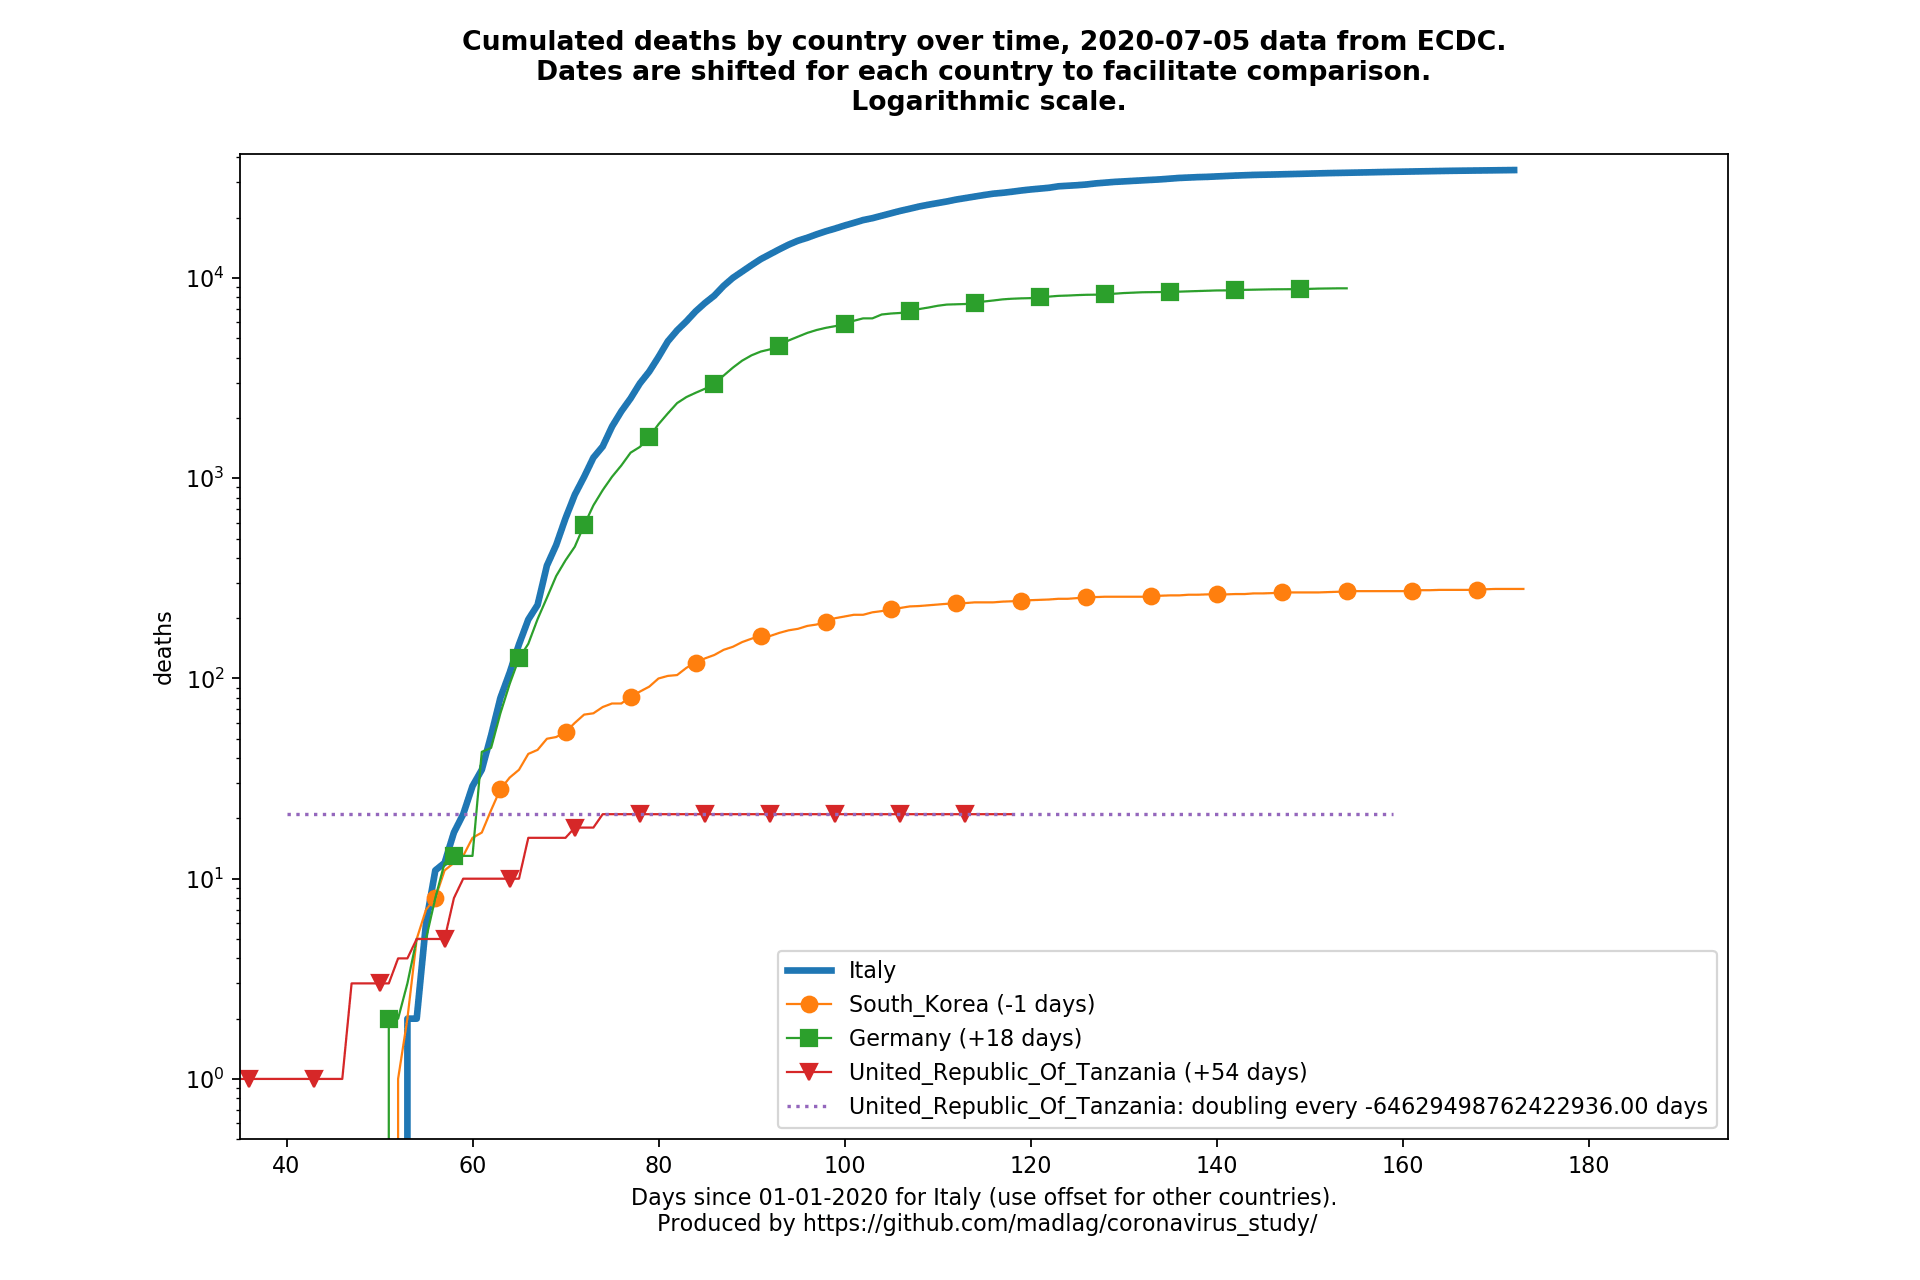 Cumulated deaths by country over time, 2020-07-05 data from ECDC.
Dates are shifted for each country to facilitate comparison.
Logarithmic scale.
10^4
10^3
10^2
10^1
10^0
deaths
Italy
South_Korea (-1 days)
Germany (+18 days)
United_Republic_Of_Tanzania (+54 days)
United_Republic_Of_Tanzania: doubling every -64629498762422936.00 days
40 60 80 100 120 140 160 180
Days since 01-01-2020 for Italy (use offset for other countries).
Produced by https://github.com/madlag/coronavirus_study/